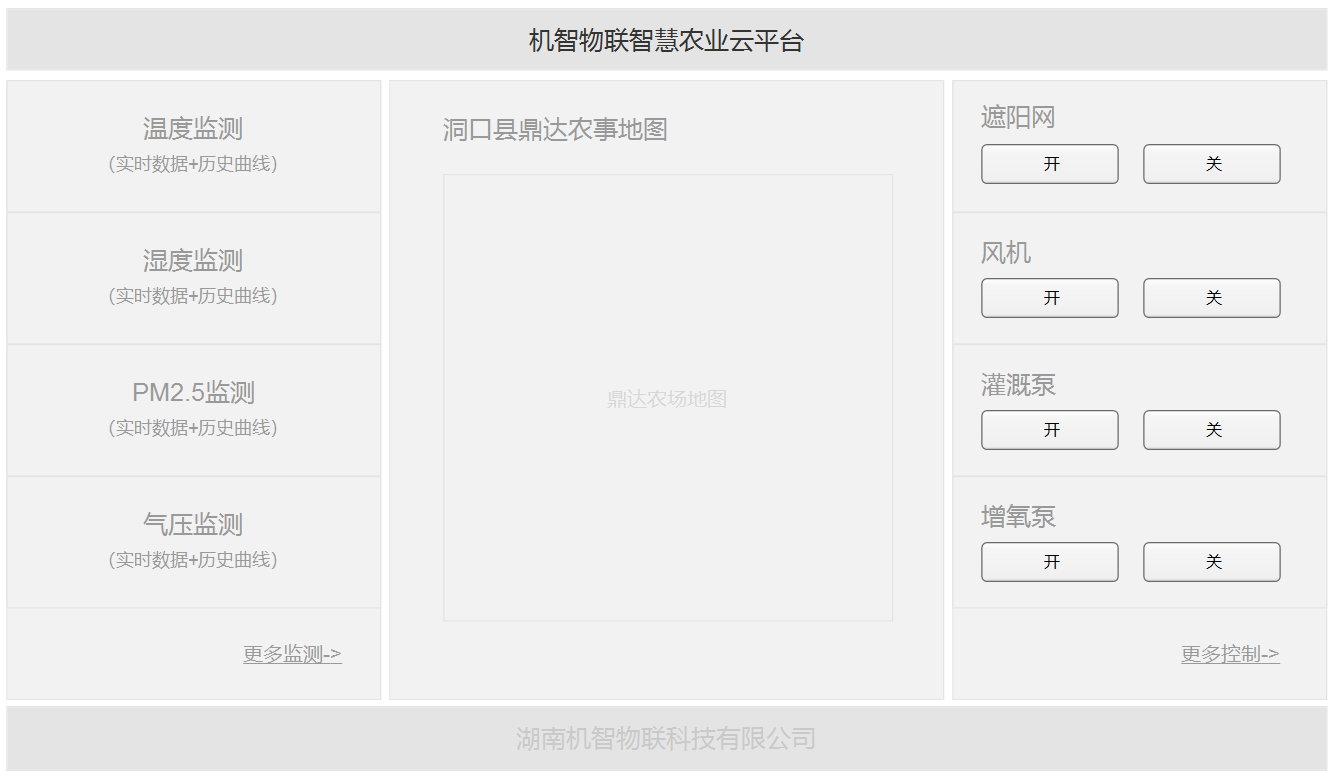 机智物联智慧农业云平台
温度监测
(实时数据+历史曲线)
湿度监测
(实时数据+历史曲线)
PM2.5监测
(实时数据+历史曲线)
气压监测
(实时数据+历史曲线)
更多监测->
洞口县鼎达农事地图
鼎达农场地图
遮阳网
开 关
风机
开 关
灌溉泵
开 关
增氧泵
开 关
更多控制->
湖南机智物联科技有限公司